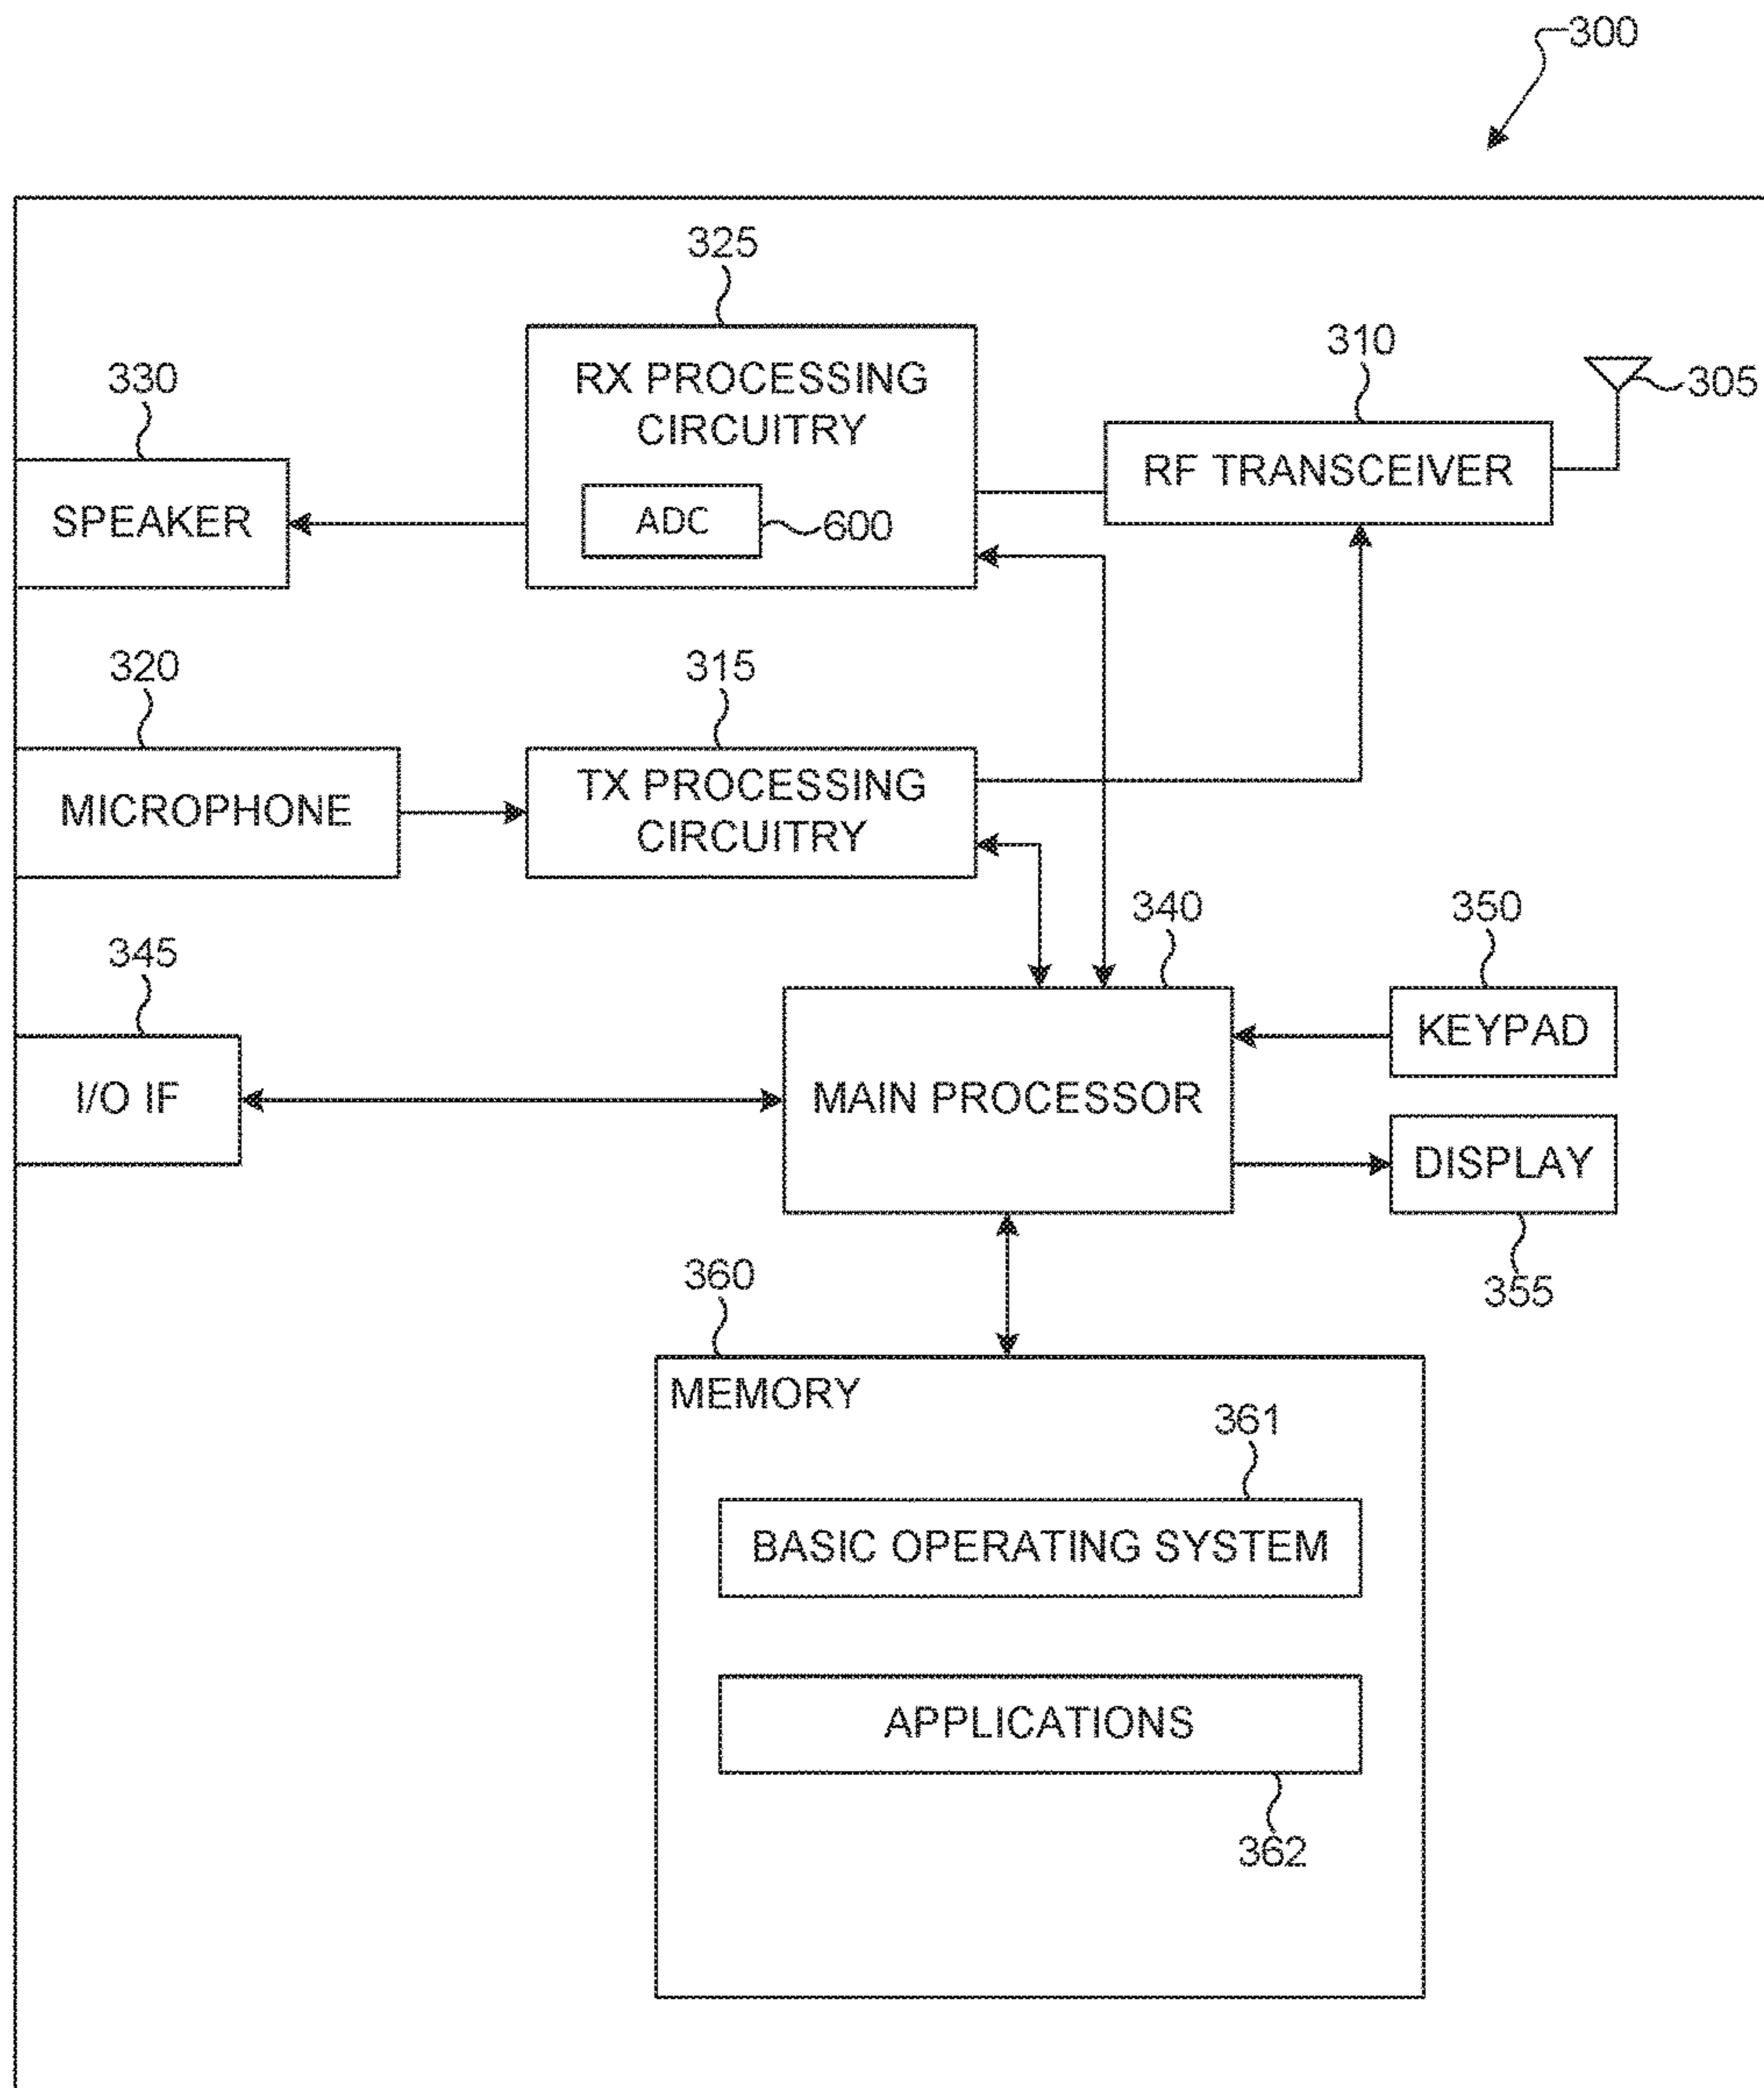 300
325
330
310
305
RX PROCESSING
CIRCUITRY
RF TRANSCEIVER
SPEAKER
ADC
600
320
315
MICROPHONE
TX PROCESSING
CIRCUITRY
345
340
350
I/O IF
MAIN PROCESSOR
KEYPAD
DISPLAY
355
360
MEMORY
361
BASIC OPERATING SYSTEM
APPLICATIONS
362